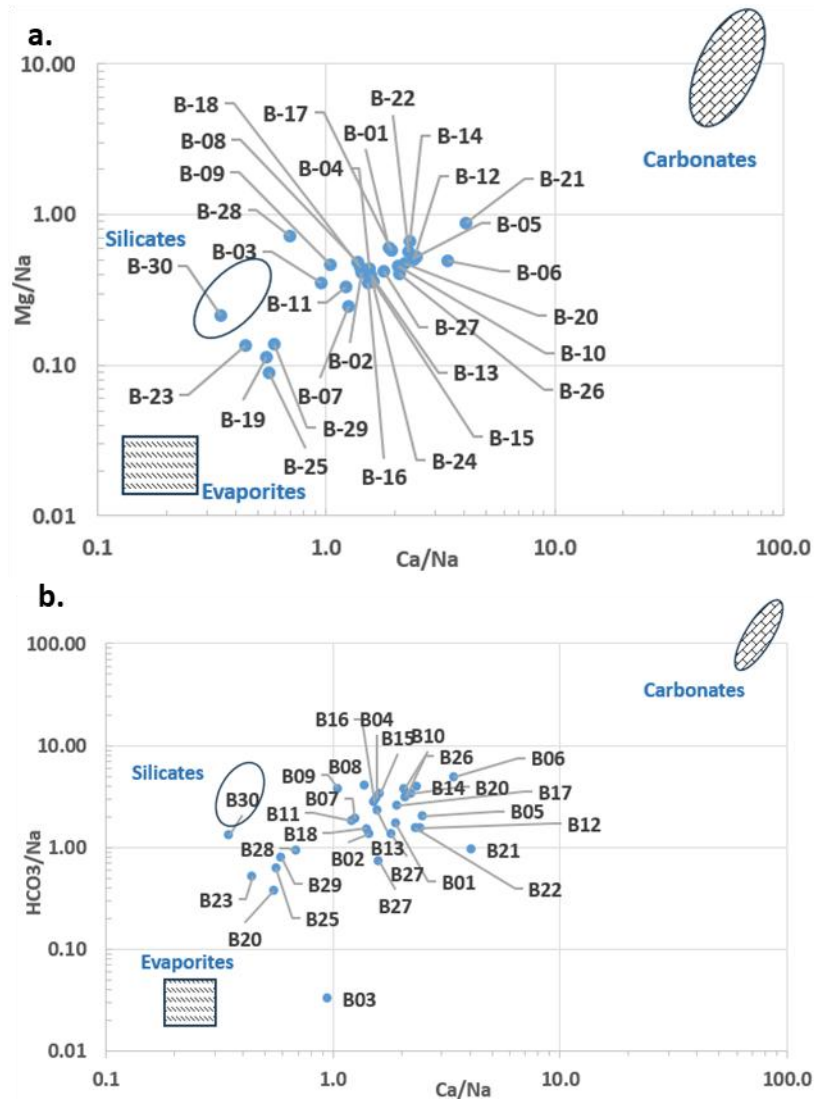 a.
10.00
B-18
B-17
B-22
B-08
B-01
B-14
B-04
B-12
B-09
Carbonates
B-21
B-28
1.00
B-05
Silicates
B-03
B-30
B-06
Mg/Na
B-11
B-20
B-27
B-10
0.10
B-02
B-13
B-26
B-23
B-07
B-19
B-29
B-15
B-25
B-24
B-16
Evaporites
0.01
0.1
1.0
10.0
100.0
Ca/Na
b.
100.00
Carbonates
B16
B04
B10
10.00
B15
B26
B06
Silicates
B08
B09
B14
B20
B17
B30
B07
B05
B11
B12
B18
HCO3/Na
1.00
B28
B02
B13
B21
B29
B27
B01
B22
B23
B25
B27
B20
0.10
Evaporites
B03
0.01
0.1
1.0
10.0
100.0
Ca/Na